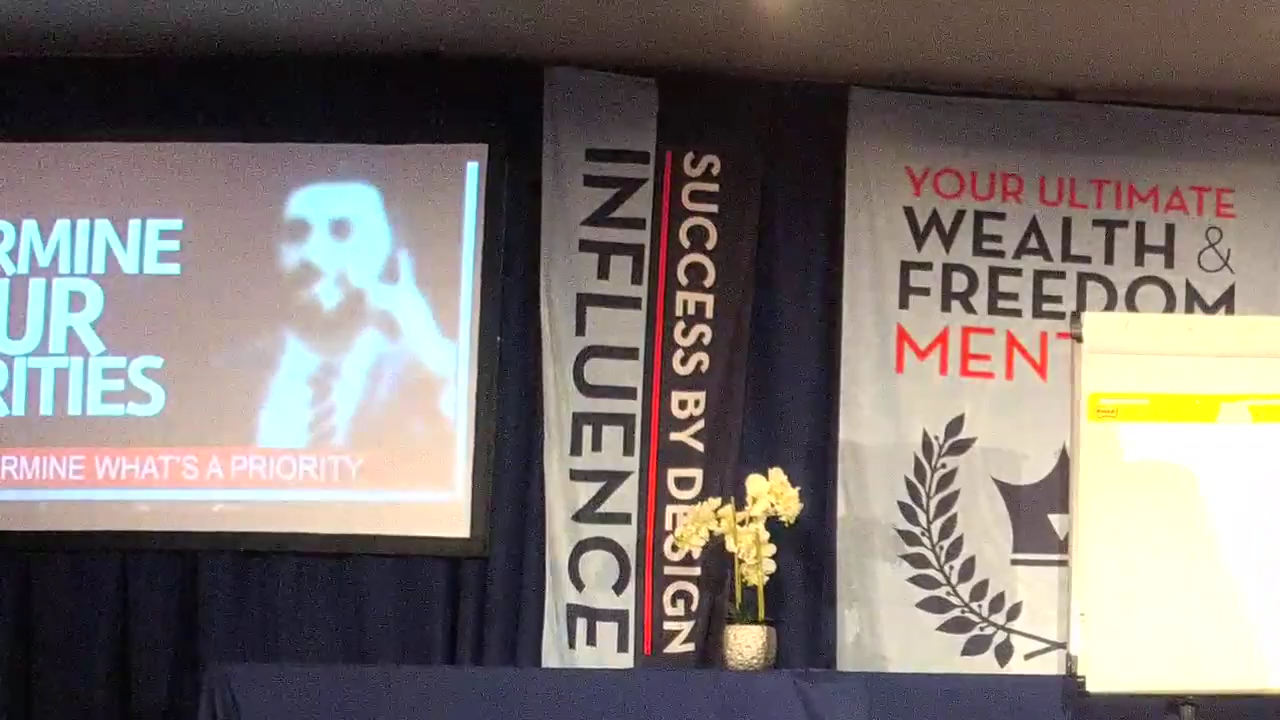 RMINE
UR
RITIES
RMINE WHAT'S A PRIORITY
INFLUENCE
SUCCESS BY DESIGN
YOUR ULTIMATE
WEALTH &
FREEDOM
MENT